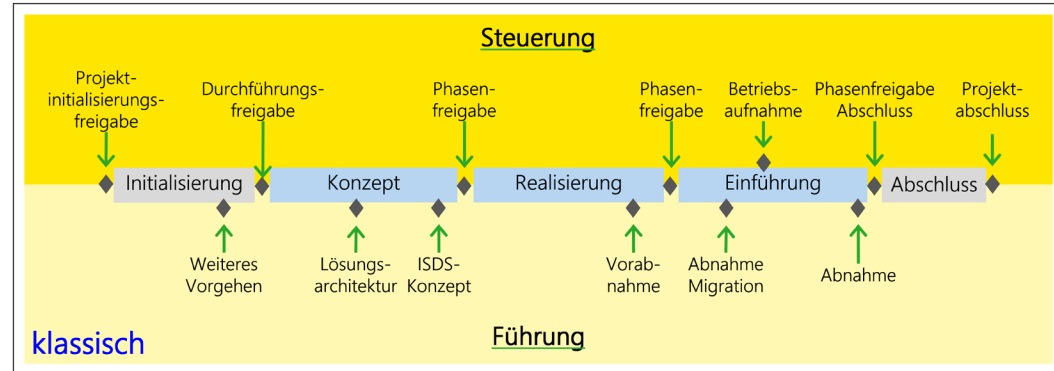 Steuerung
Projekt-
initialisierungs-
freigabe
Durchführungs-
freigabe
Phasen-
freigabe
Phasen-
freigabe
Betriebs-
aufnahme
Phasenfreigabe
Abschluss
Projekt-
abschluss
Initialisierung
Konzept
Realisierung
Einführung
Abschluss
Weiteres
Vorgehen
Lösungs-
architektur
ISDS-
Konzept
Vorab-
nahme
Abnahme
Migration
Abnahme
klassisch
Führung